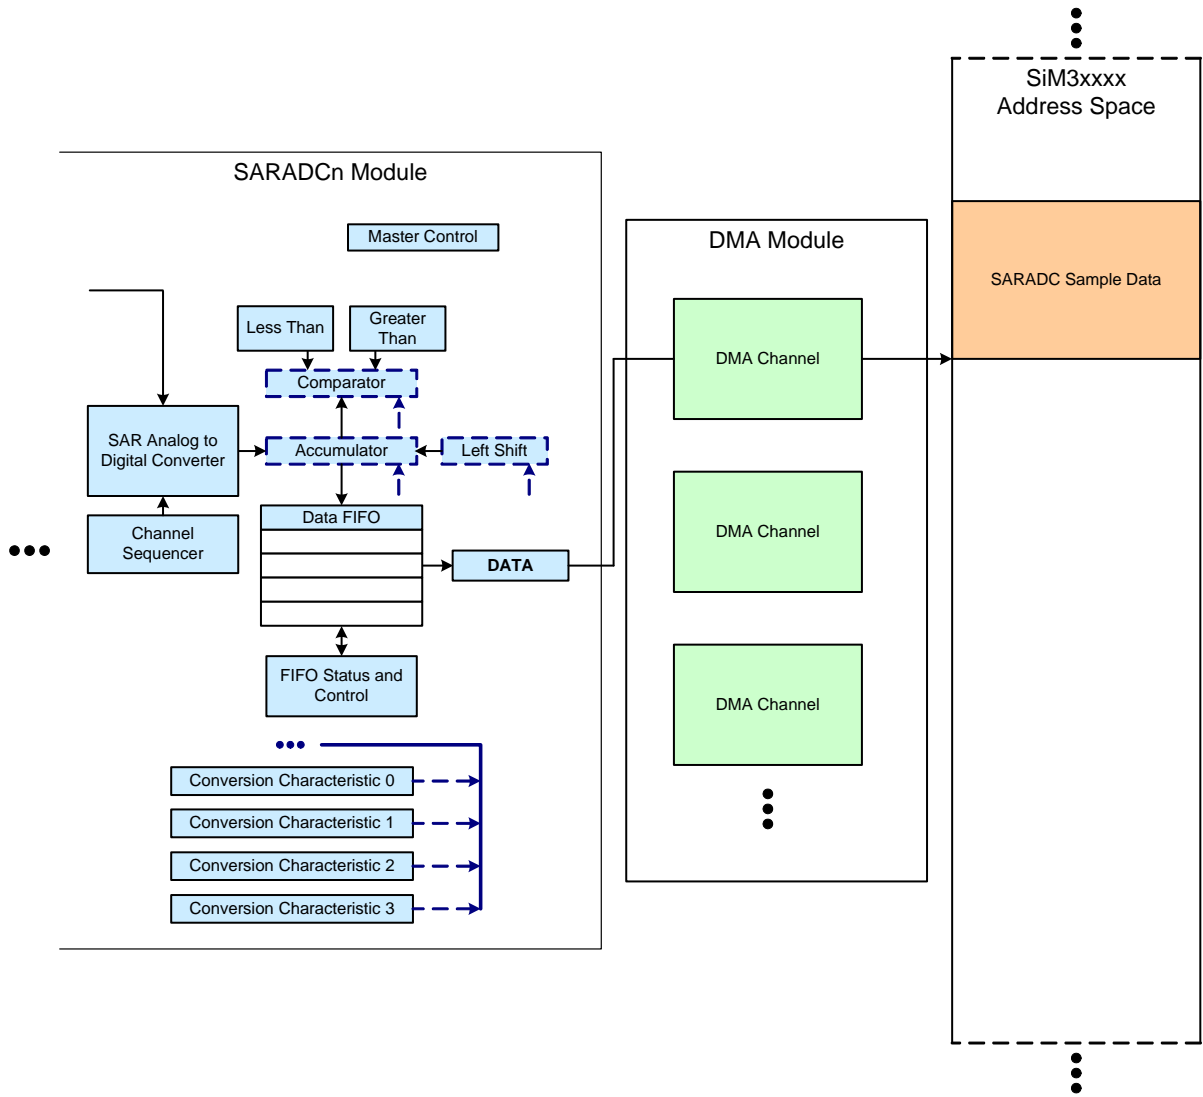 SiM3xxxx
Address Space
SARADCn Module
Master Control
DMA Module
SARADC Sample Data
Less Than
Greater
Than
DMA Channel
Comparator
SAR Analog to
Digital Converter
Accumulator
Left Shift
Data FIFO
Channel
Sequencer
DATA
DMA Channel
FIFO Status and
Control
DMA Channel
Conversion Characteristic 0
Conversion Characteristic 1
Conversion Characteristic 2
Conversion Characteristic 3